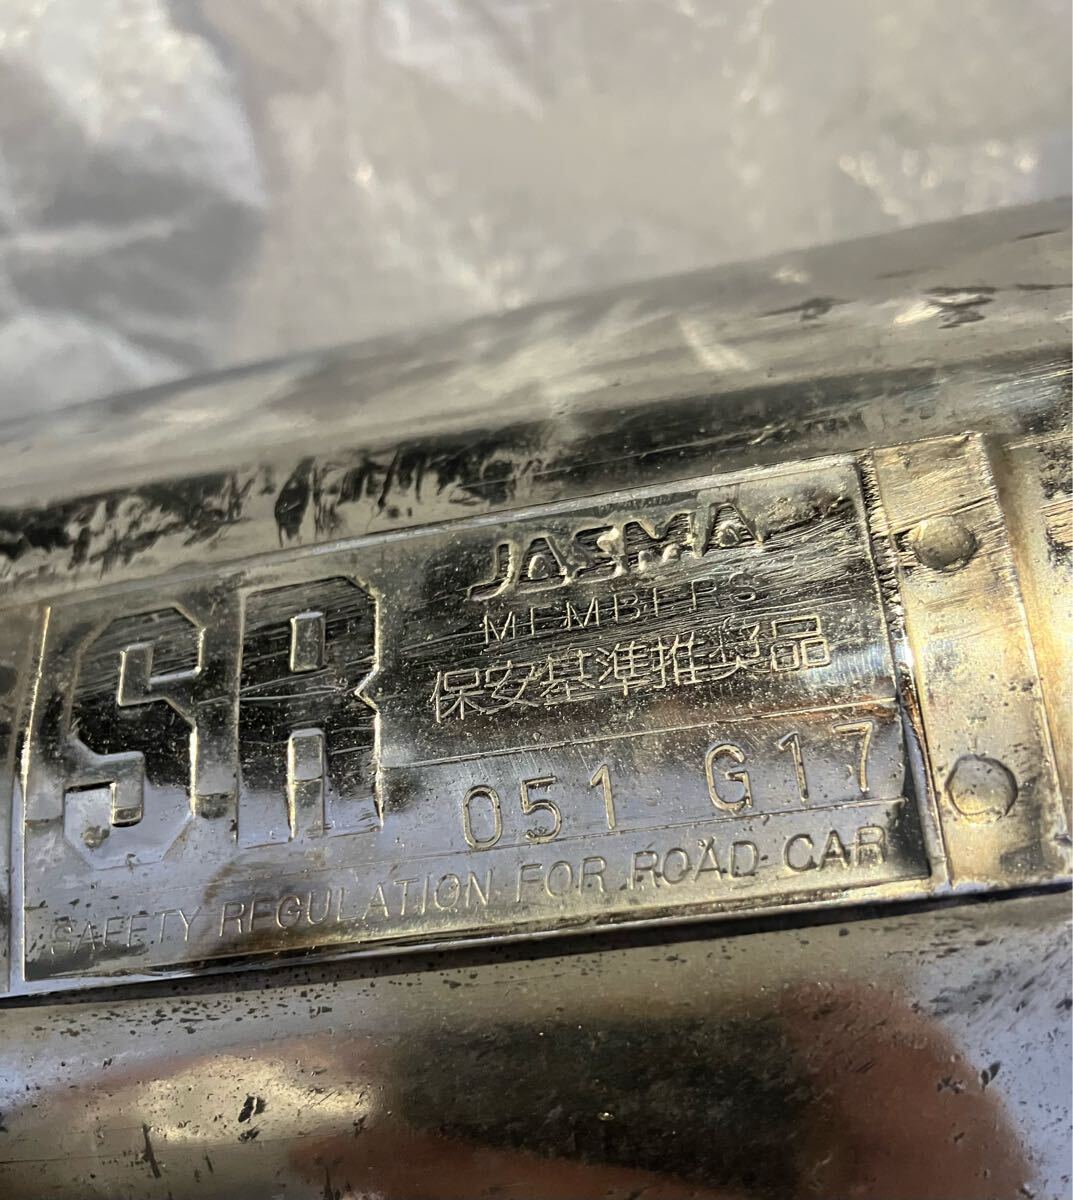 SR
JASMA
MEMBERS
保安基準推奨品
051 G17
SAFETY REGULATION FOR ROAD CAR